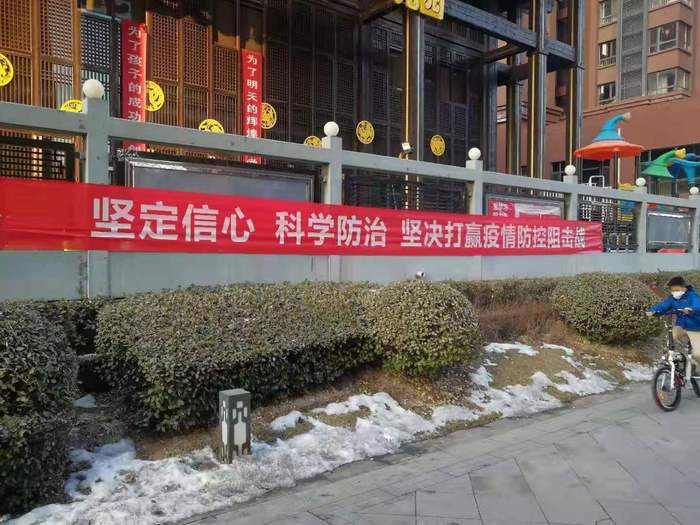 为了孩子的成功
为了明天的辉煌
坚定信心 科学防治 坚决打赢疫情防控阻击战